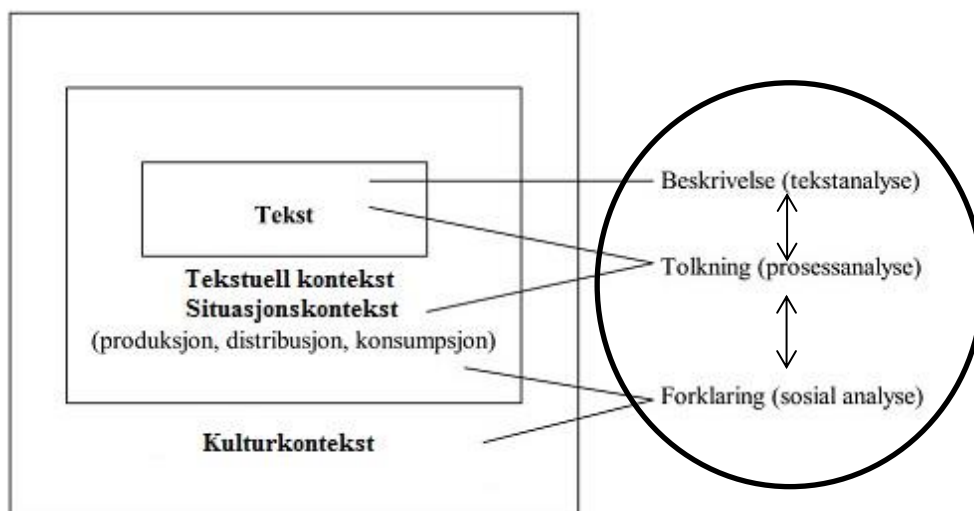 Tekst
Tekstuell kontekst
Situasjonskontekst
(produksjon, distribusjon, konsumpsjon)
Kulturkontekst
Beskrivelse (tekstanalyse)
Tolkning (prosessanalyse)
Forklaring (sosial analyse)